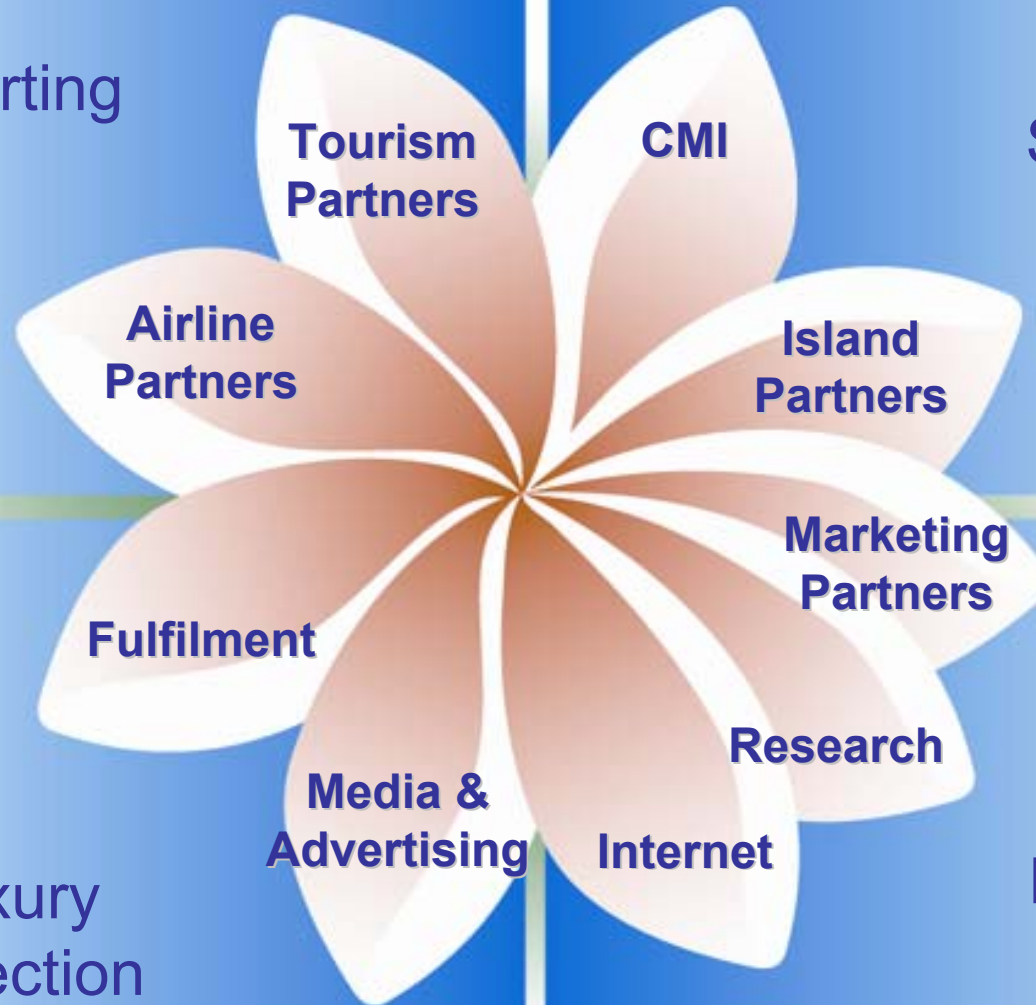 rting
Tourism
Partners
CMI
S
Airline
Partners
Island
Partners
Marketing
Partners
Fulfilment
Research
Media &
Advertising
Internet
xury
ection